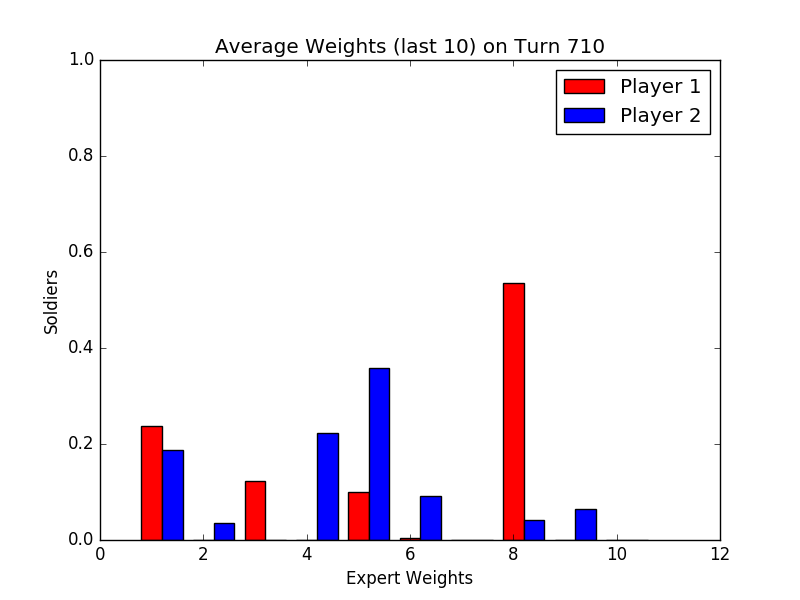 Average Weights (last 10) on Turn 710
1.0
0.8
0.6
0.4
0.2
0.0
Soldiers
Player 1
Player 2
0 2 4 6 8 10 12
Expert Weights